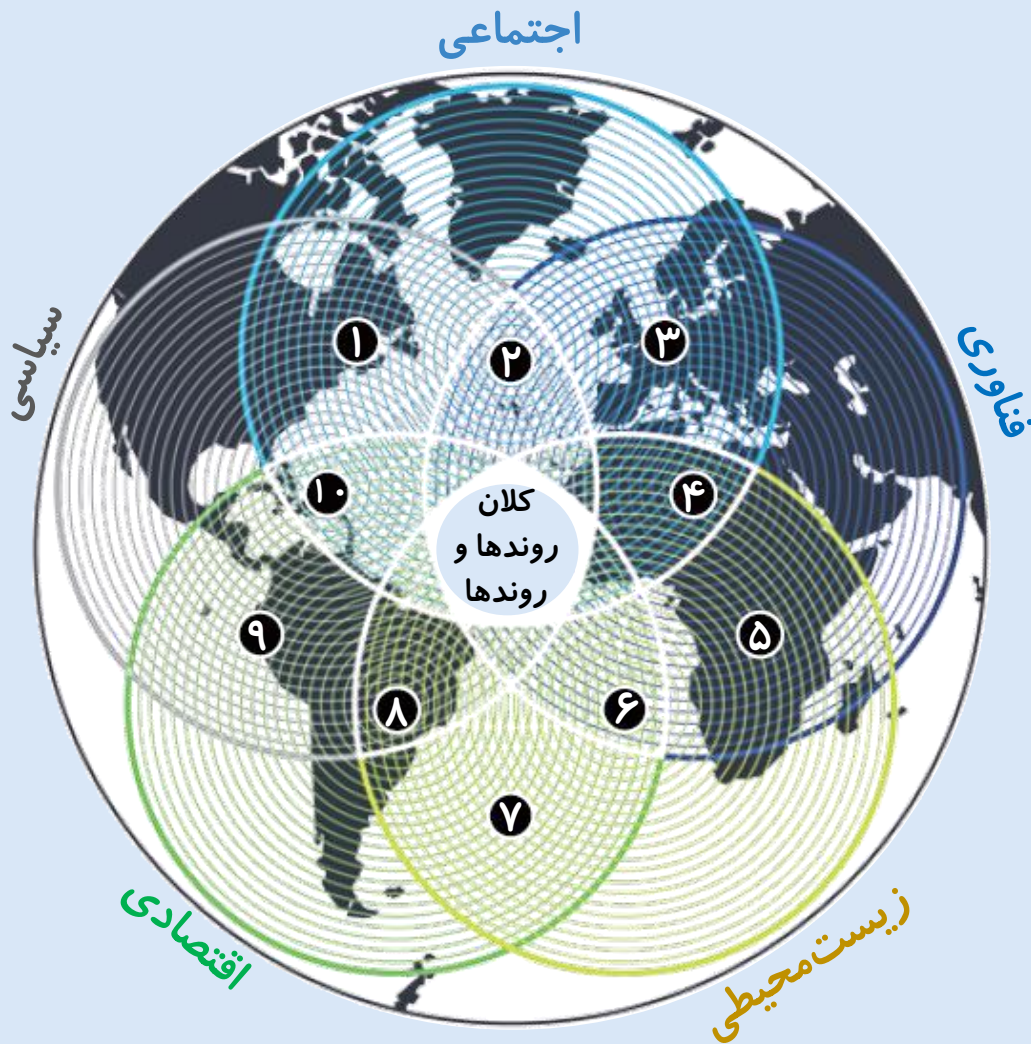 اجتماعی
سیاسی
فناوری
۱
۲
۳
۱۰
۴
کلان
روندها و
روندها
۹
۵
۸
۶
۷
اقتصادی
زیست‌محیطی